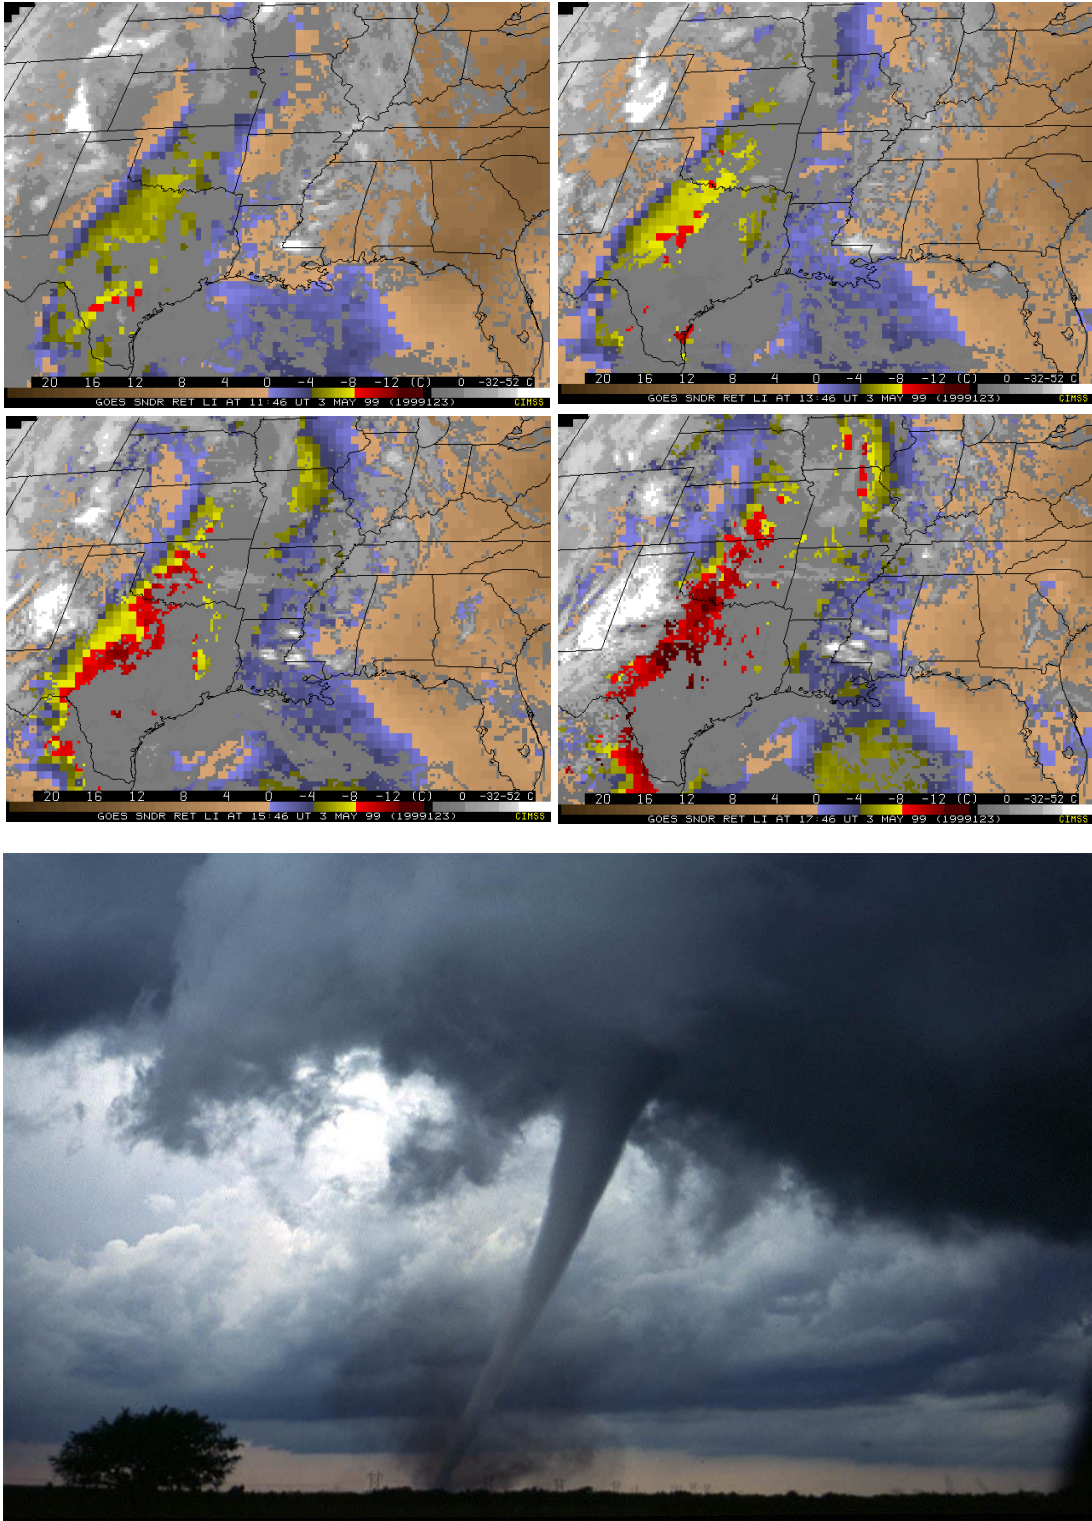 20 16 12 8 4 0 -4 -8 -12 (C) 0 -32-52 C
GOES SNDR RET LI AT 11:46 UT 3 MAY 99 (1999123) CIMSS
20 16 12 8 4 0 -4 -8 -12 (C) 0 -32-52 C
GOES SNDR RET LI AT 13:46 UT 3 MAY 99 (1999123) CIMSS
20 16 12 8 4 0 -4 -8 -12 (C) 0 -32-52 C
GOES SNDR RET LI AT 15:46 UT 3 MAY 99 (1999123) CIMSS
20 16 12 8 4 0 -4 -8 -12 (C) 0 -32-52 C
GOES SNDR RET LI AT 17:46 UT 3 MAY 99 (1999123) CIMSS